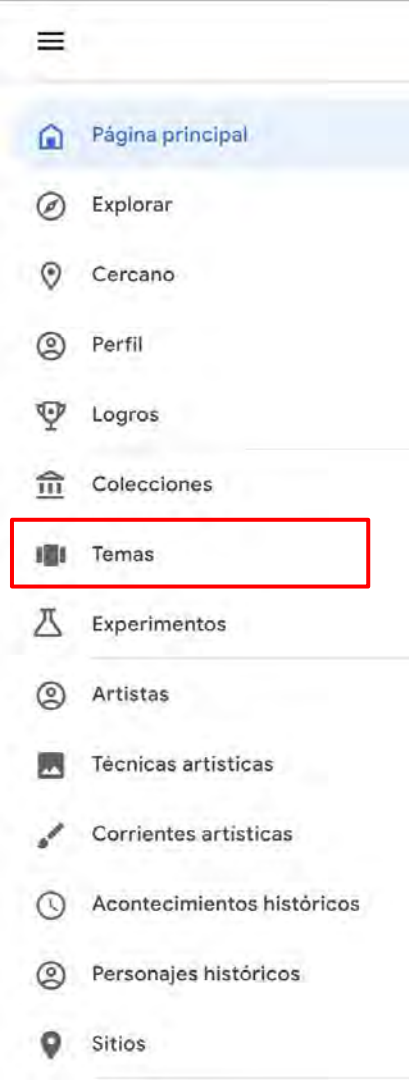 Página principal
Explorar
Cercano
Perfil
Logros
Colecciones
Temas
Experimentos
Artistas
Técnicas artísticas
Corrientes artísticas
Acontecimientos históricos
Personajes históricos
Sitios